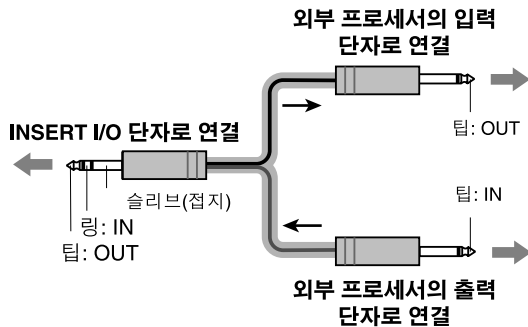 외부 프로세서의 입력
단자로 연결
팁: OUT
INSERT I/O 단자로 연결
슬리브(접지)
링: IN
팁: OUT
팁: IN
외부 프로세서의 출력
단자로 연결